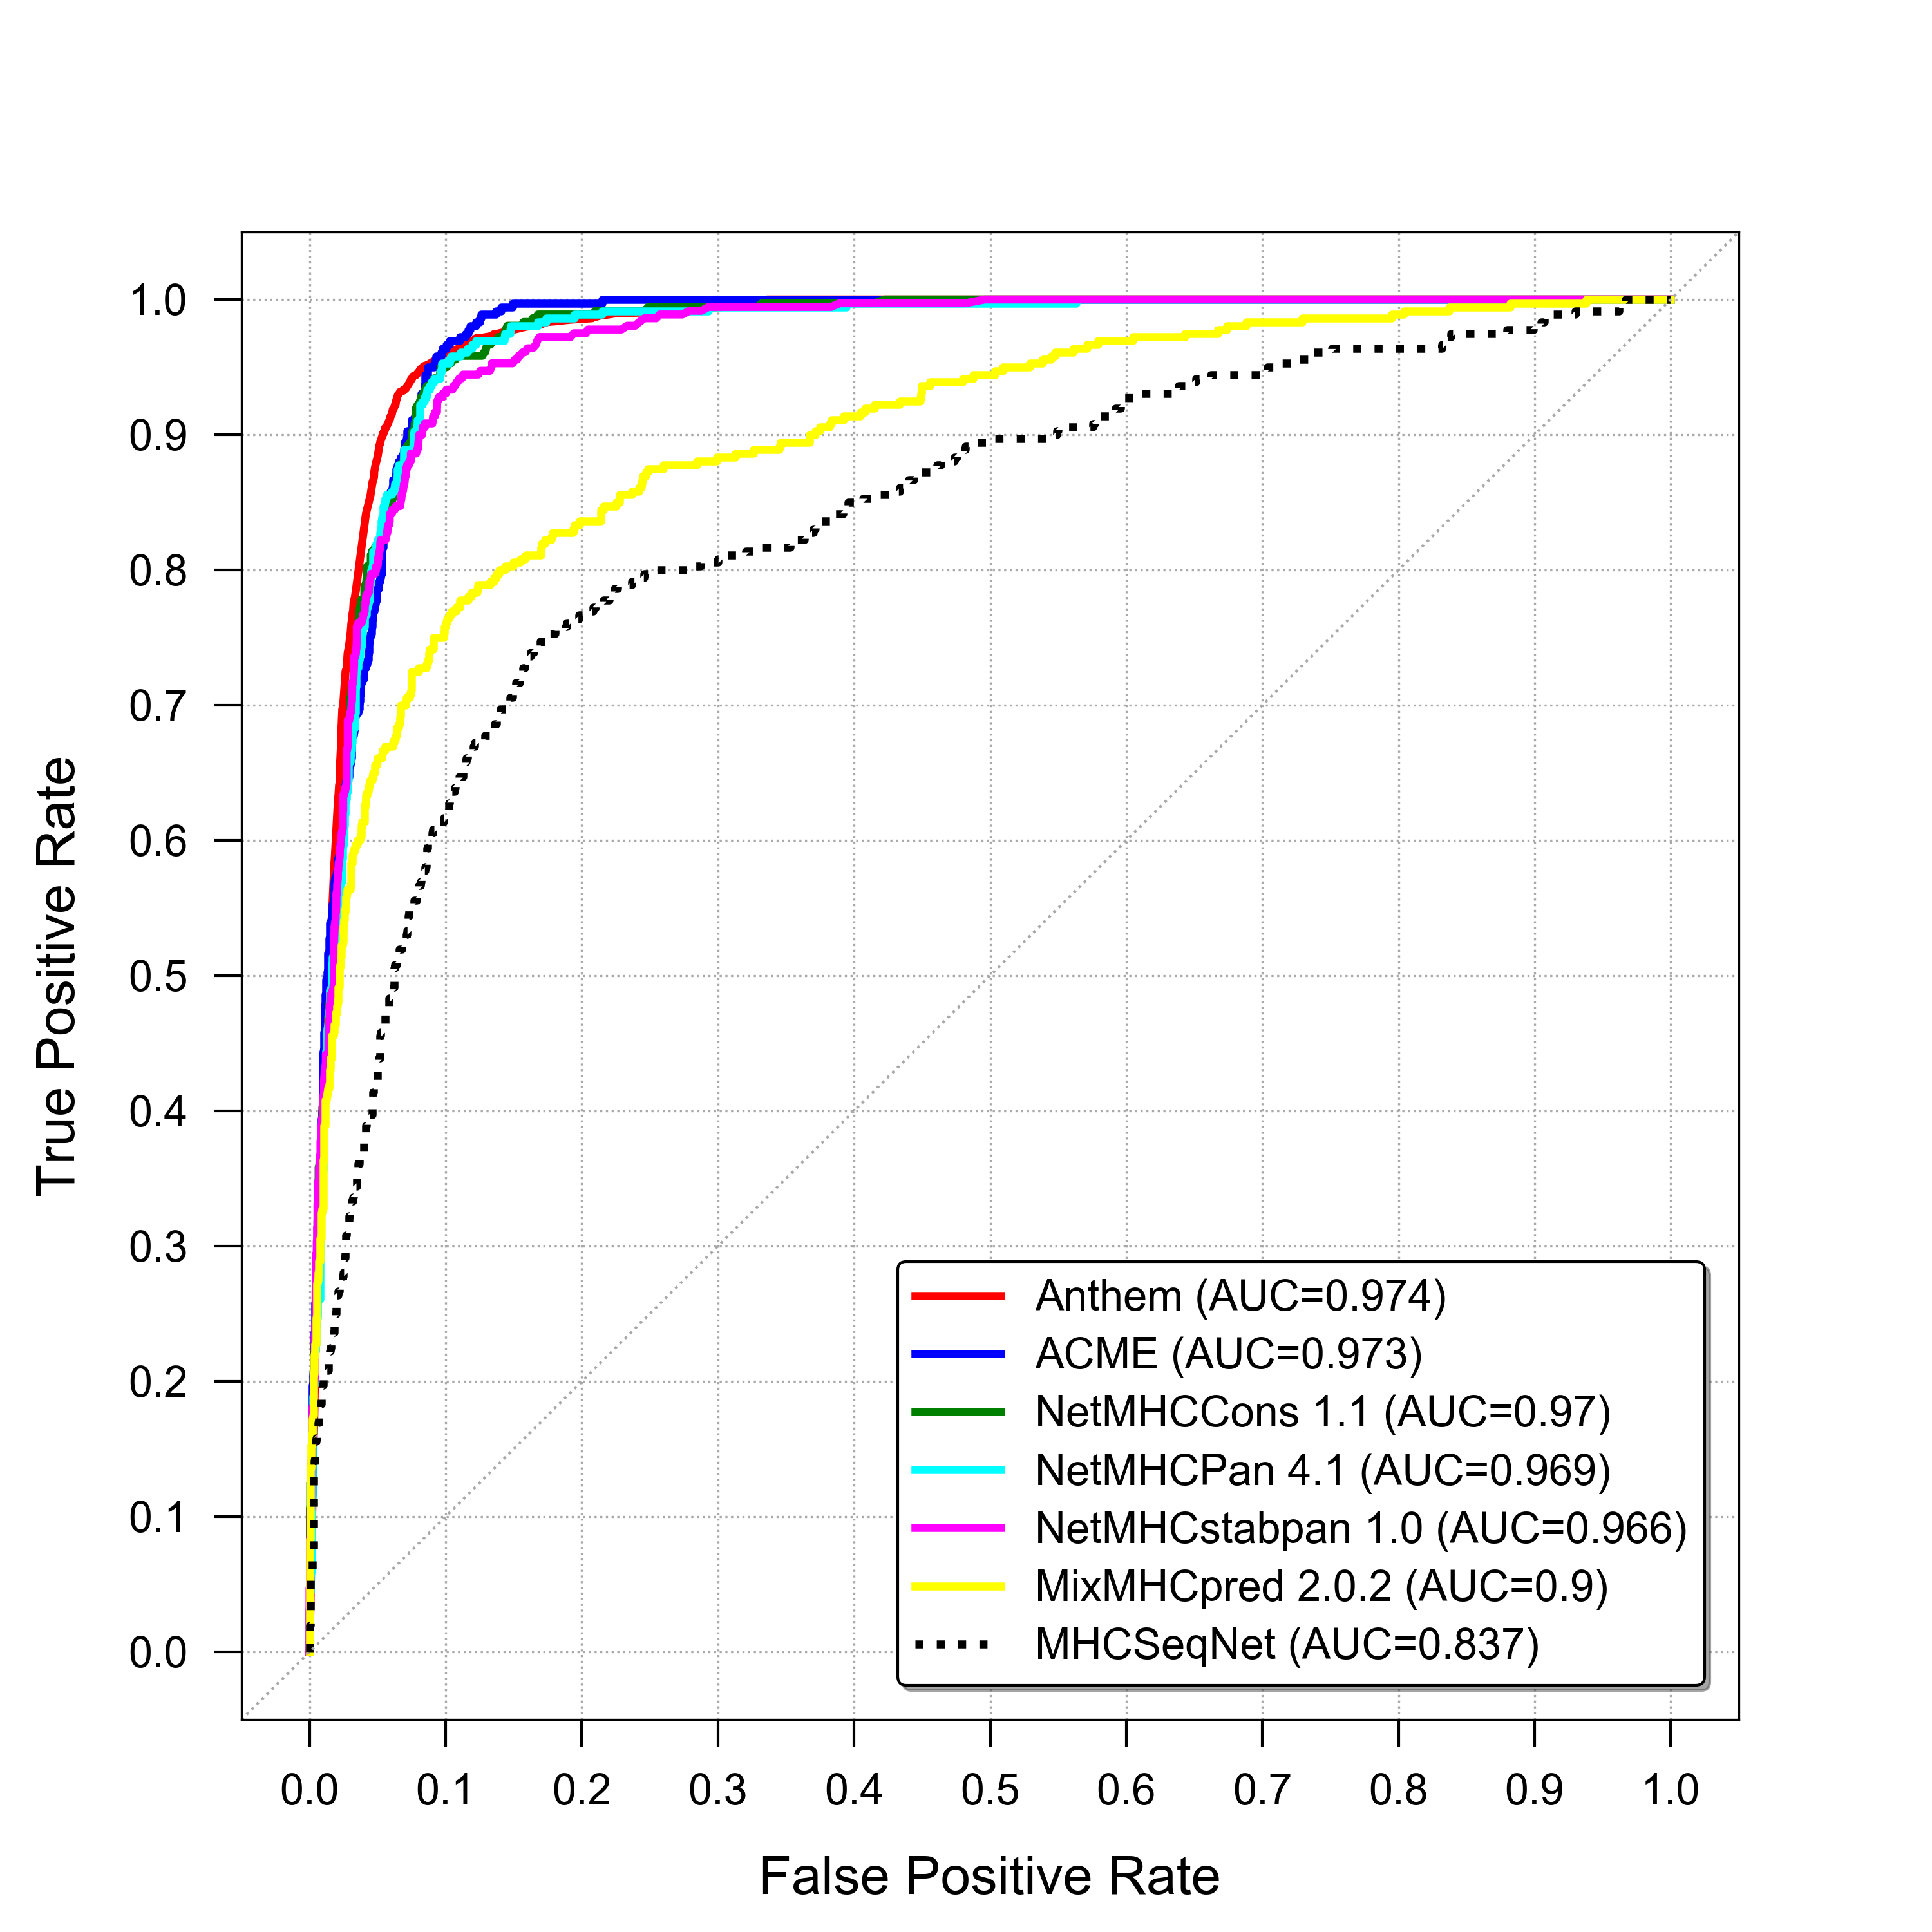 1.0
0.9
0.8
0.7
0.6
0.5
0.4
0.3
0.2
0.1
0.0
True Positive Rate
Anthem (AUC=0.974)
ACME (AUC=0.973)
NetMHCCons 1.1 (AUC=0.97)
NetMHCPan 4.1 (AUC=0.969)
NetMHCstabpan 1.0 (AUC=0.966)
MixMHCpred 2.0.2 (AUC=0.9)
MHCSeqNet (AUC=0.837)
0.0 0.1 0.2 0.3 0.4 0.5 0.6 0.7 0.8 0.9 1.0
False Positive Rate